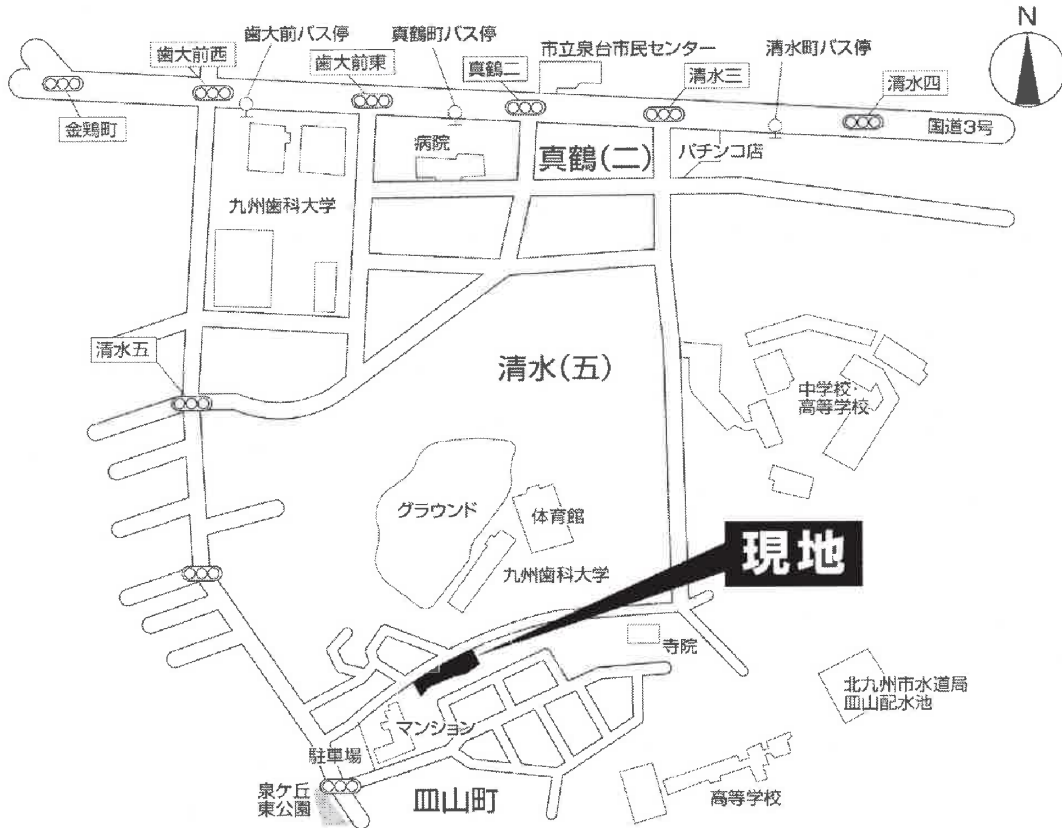 N
歯大前西
歯大前バス停
歯大前東
真鶴町バス停
真鶴二
市立泉台市民センター
清水三
清水町バス停
清水四
金鶏町
国道3号
病院
真鶴(二)
パチンコ店
九州歯科大学
清水五
清水(五)
中学校・
高等学校
グラウンド
体育館
現地
九州歯科大学
寺院
北九州市水道局
皿山配水池
マンション
駐車場
泉ケ丘
東公園
皿山町
高等学校